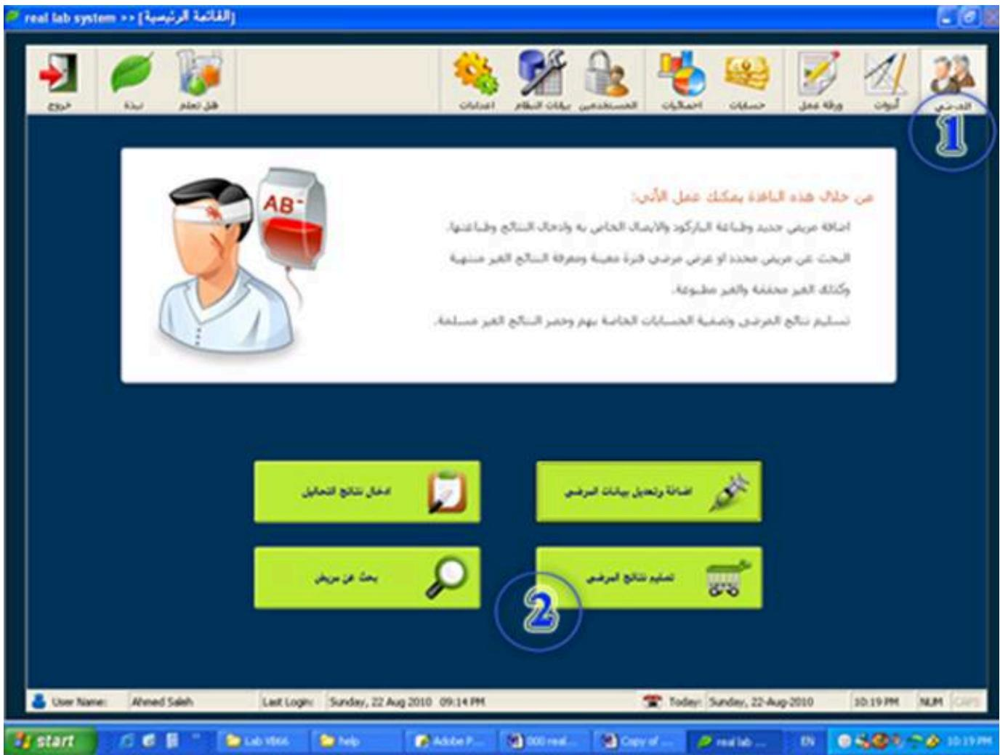 real lab system >> [القائمة الرئيسية]
المرضى
أدوات
ورقة عمل
حسابات
اجماليات
المستخدمين
بيانات النظام
اعدادات
هل تعلم
نبذة
خروج
1
AB-
من خلال هذه النافذة يمكنك عمل الأتي:
اضافة مريض جديد وطباعة الباركود والايصال الخاص به وادخال النتائج وطباعتها.
البحث عن مريض محدد او عرض مرضى فترة معينة ومعرفة النتائج الغير منتهية
وكذلك الغير محققة والغير مطبوعة.
تسليم نتائج المرضى وتصفية الحسابات الخاصة بهم وحصر النتائج الغير مسلمة.
اضافة وتعديل بيانات المرضى
ادخال نتائج التحاليل
تسليم نتائج المرضى
بحث عن مريض
2
User Name: Ahmed Saleh Last Login: Sunday, 22 Aug 2010 09:14 PM Today: Sunday, 22-Aug-2010 10:19 PM NUM CAPS
start Lab VB6. help Adobe P... 000 real... Copy of ... real lab ... EN 10:19 PM